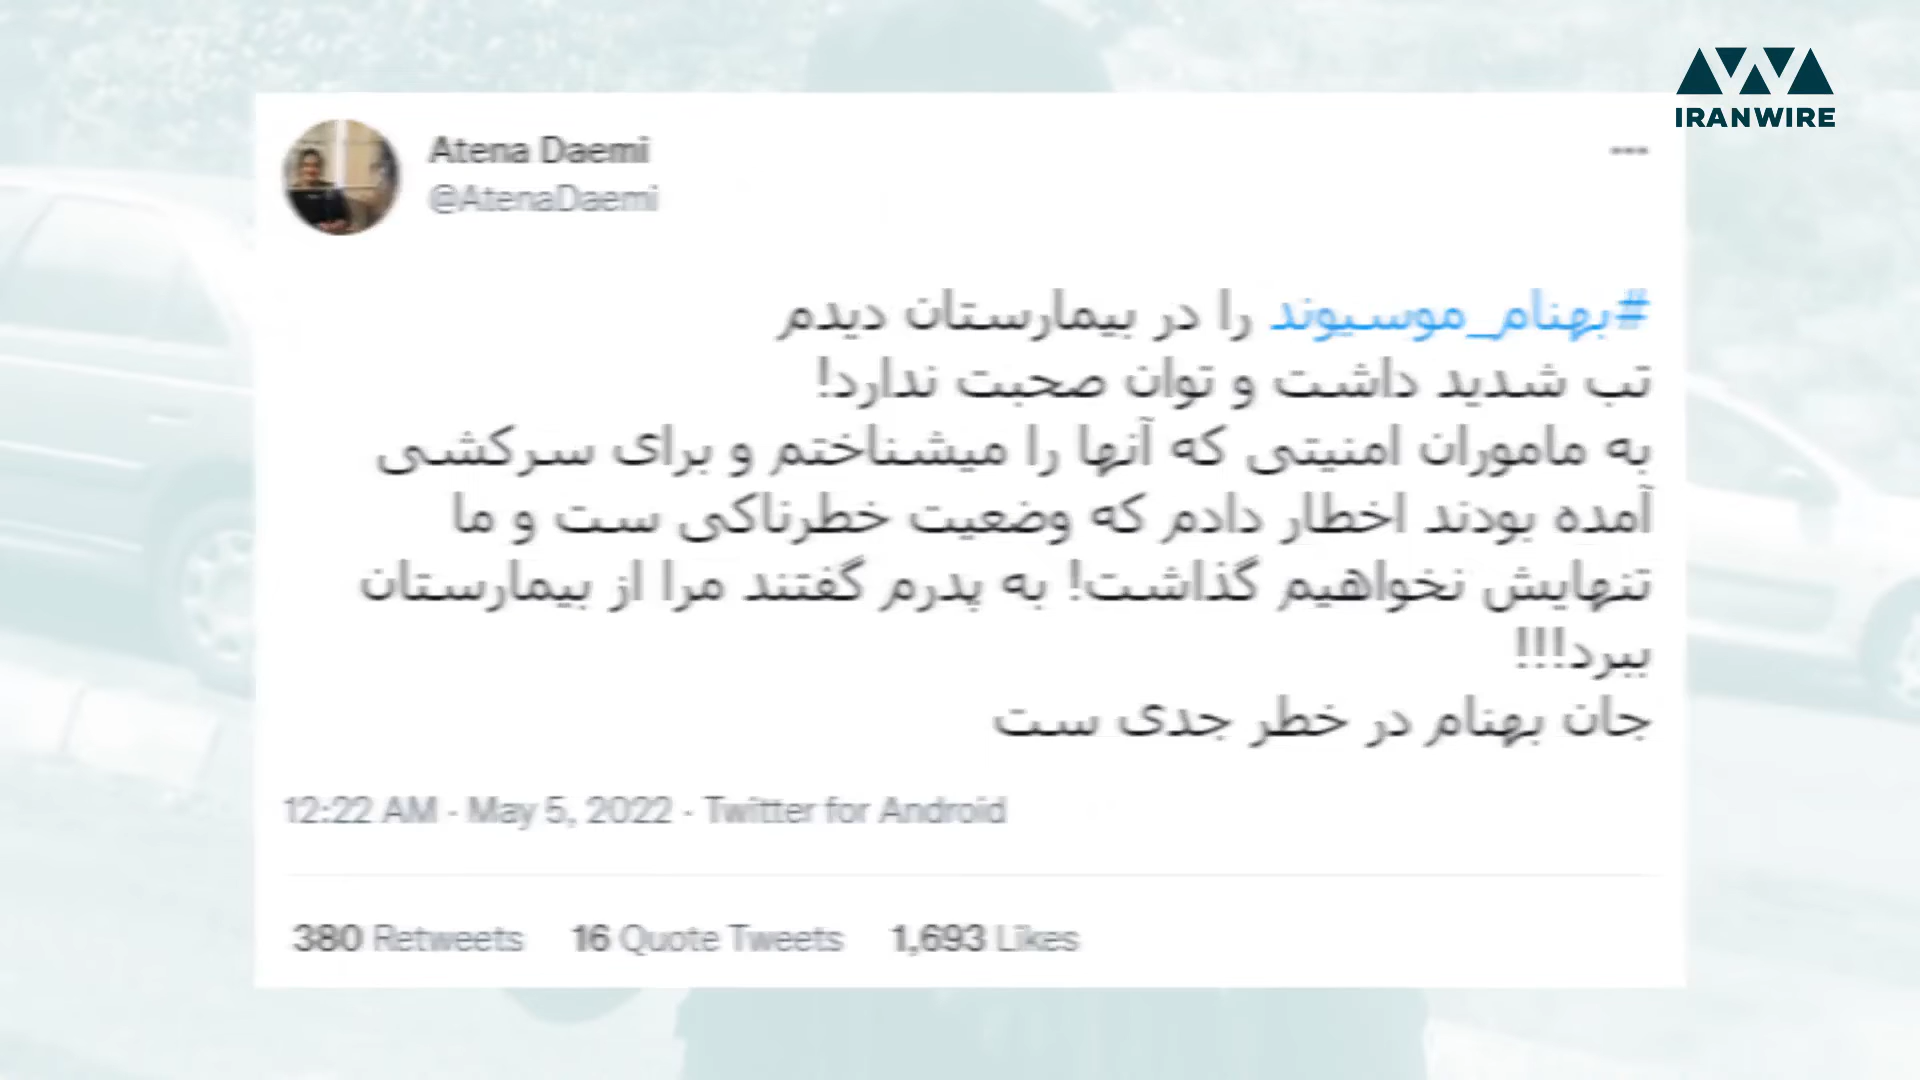 IRANWIRE
Atena Daemi
@AtenaDaemi
#بهنام_موسیوند را در بیمارستان دیدم
تب شدید داشت و توان صحبت ندارد!
به ماموران امنیتی که آنها را میشناختم و برای سرکشی
آمده بودند اخطار دادم که وضعیت خطرناکی ست و ما
تنهایش نخواهیم گذاشت! به پدرم گفتند مرا از بیمارستان
ببرد!!!
جان بهنام در خطر جدی ست
12:22 AM · May 5, 2022 · Twitter for Android
380 Retweets 16 Quote Tweets 1,693 Likes